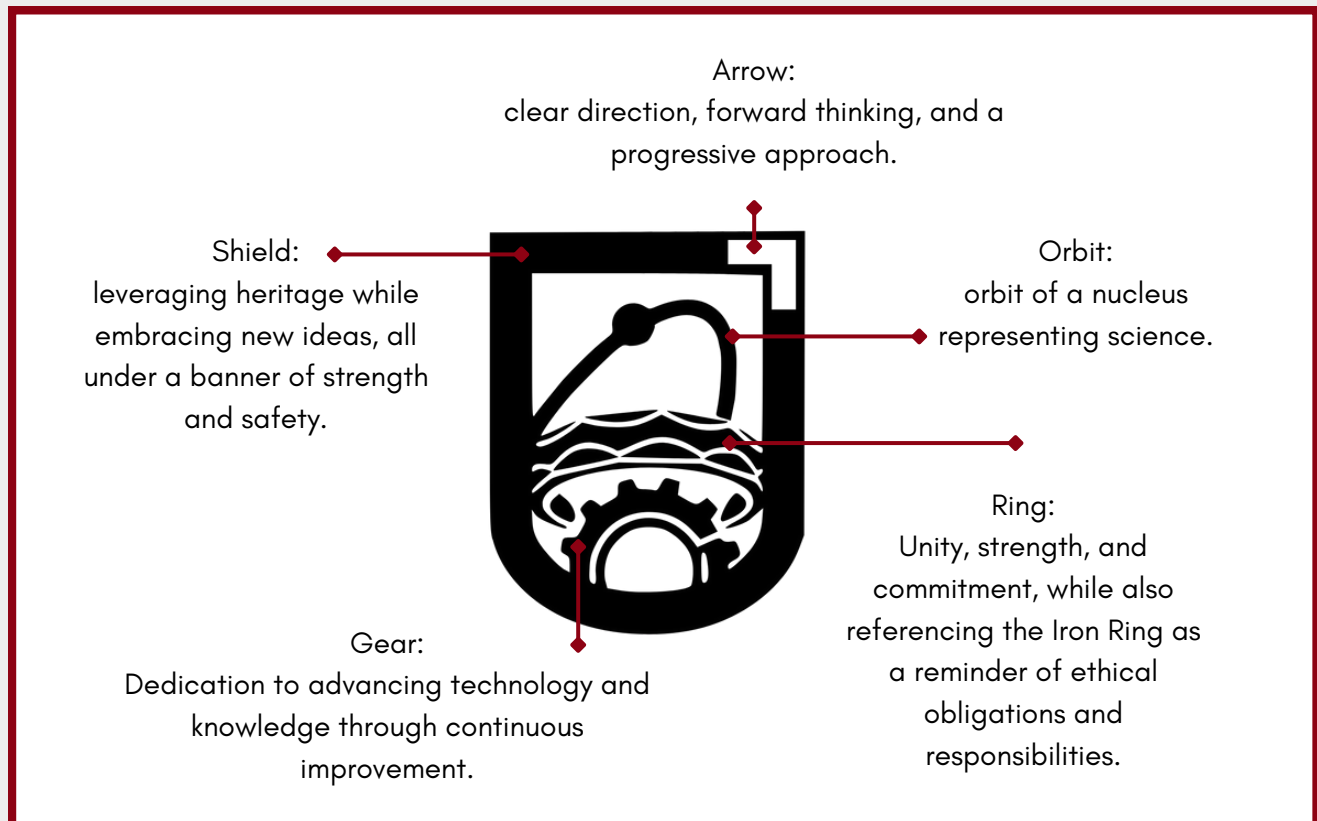 Arrow:
clear direction, forward thinking, and a
progressive approach.
Shield:
leveraging heritage while
embracing new ideas, all
under a banner of strength
and safety.
Orbit:
orbit of a nucleus
representing science.
Ring:
Unity, strength, and
commitment, while also
referencing the Iron Ring as
a reminder of ethical
obligations and
responsibilities.
Gear:
Dedication to advancing technology and
knowledge through continuous
improvement.